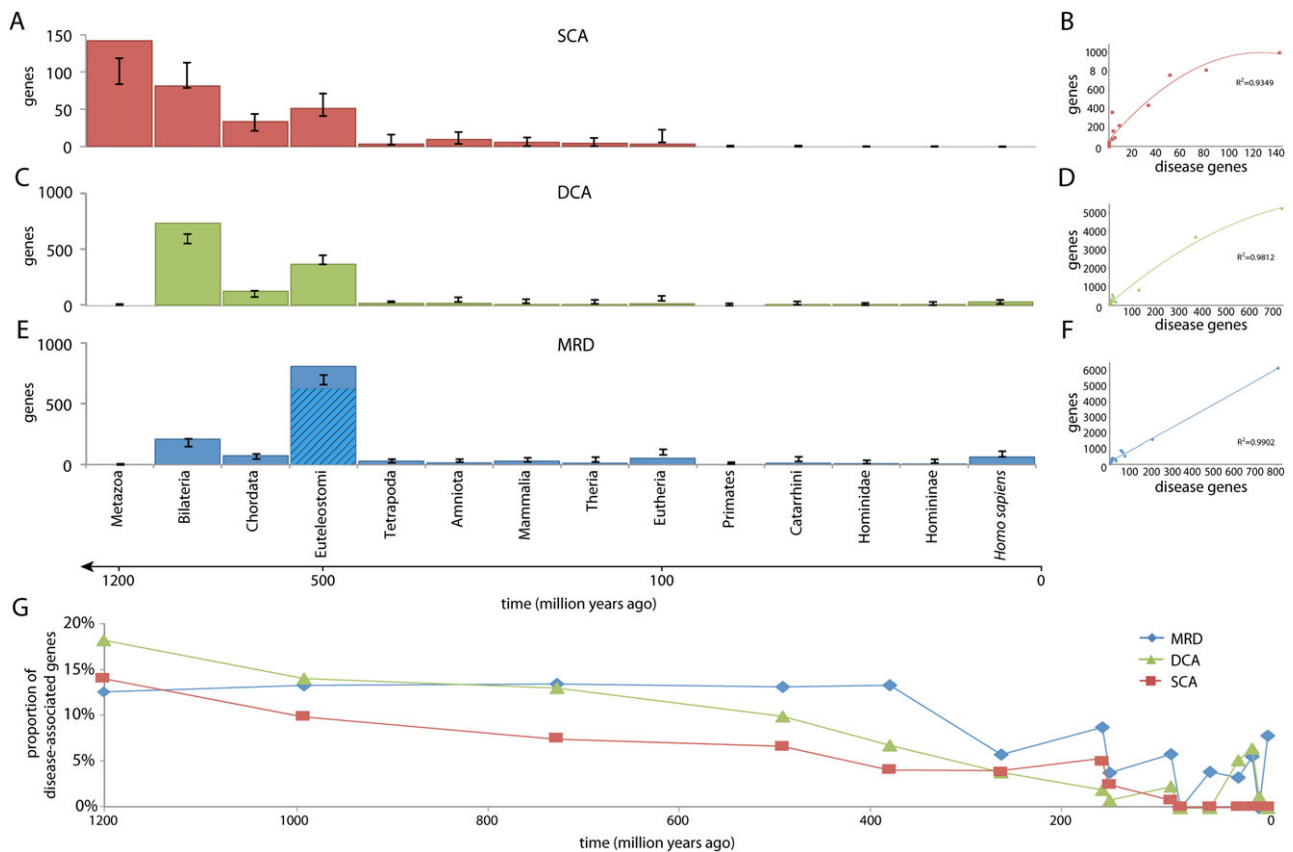 A
SCA
genes
150
100
50
0
B
genes
1000
8 0
600
400
200
0
R²=0.9349
20 40 60 80 100 120 140
disease genes
C
DCA
genes
1000
500
0
D
genes
5000
4000
3000
2000
1000
0
R²=0.9812
100 200 300 400 500 600 700
disease genes
E
MRD
genes
1000
500
0
F
genes
6000
5000
4000
3000
2000
1000
0
R²=0.9902
100 200 300 400 500 600 700 800
disease genes
Metazoa
Bilateria
Chordata
Euteleostomi
Tetrapoda
Amniota
Mammalia
Theria
Eutheria
Primates
Catarrhini
Hominidae
Homininae
Homo sapiens
1200 500 100 0
time (million years ago)
G
proportion of
disease-associated genes
20%
15%
10%
5%
0%
MRD
DCA
SCA
1200 1000 800 600 400 200 0
time (million years ago)